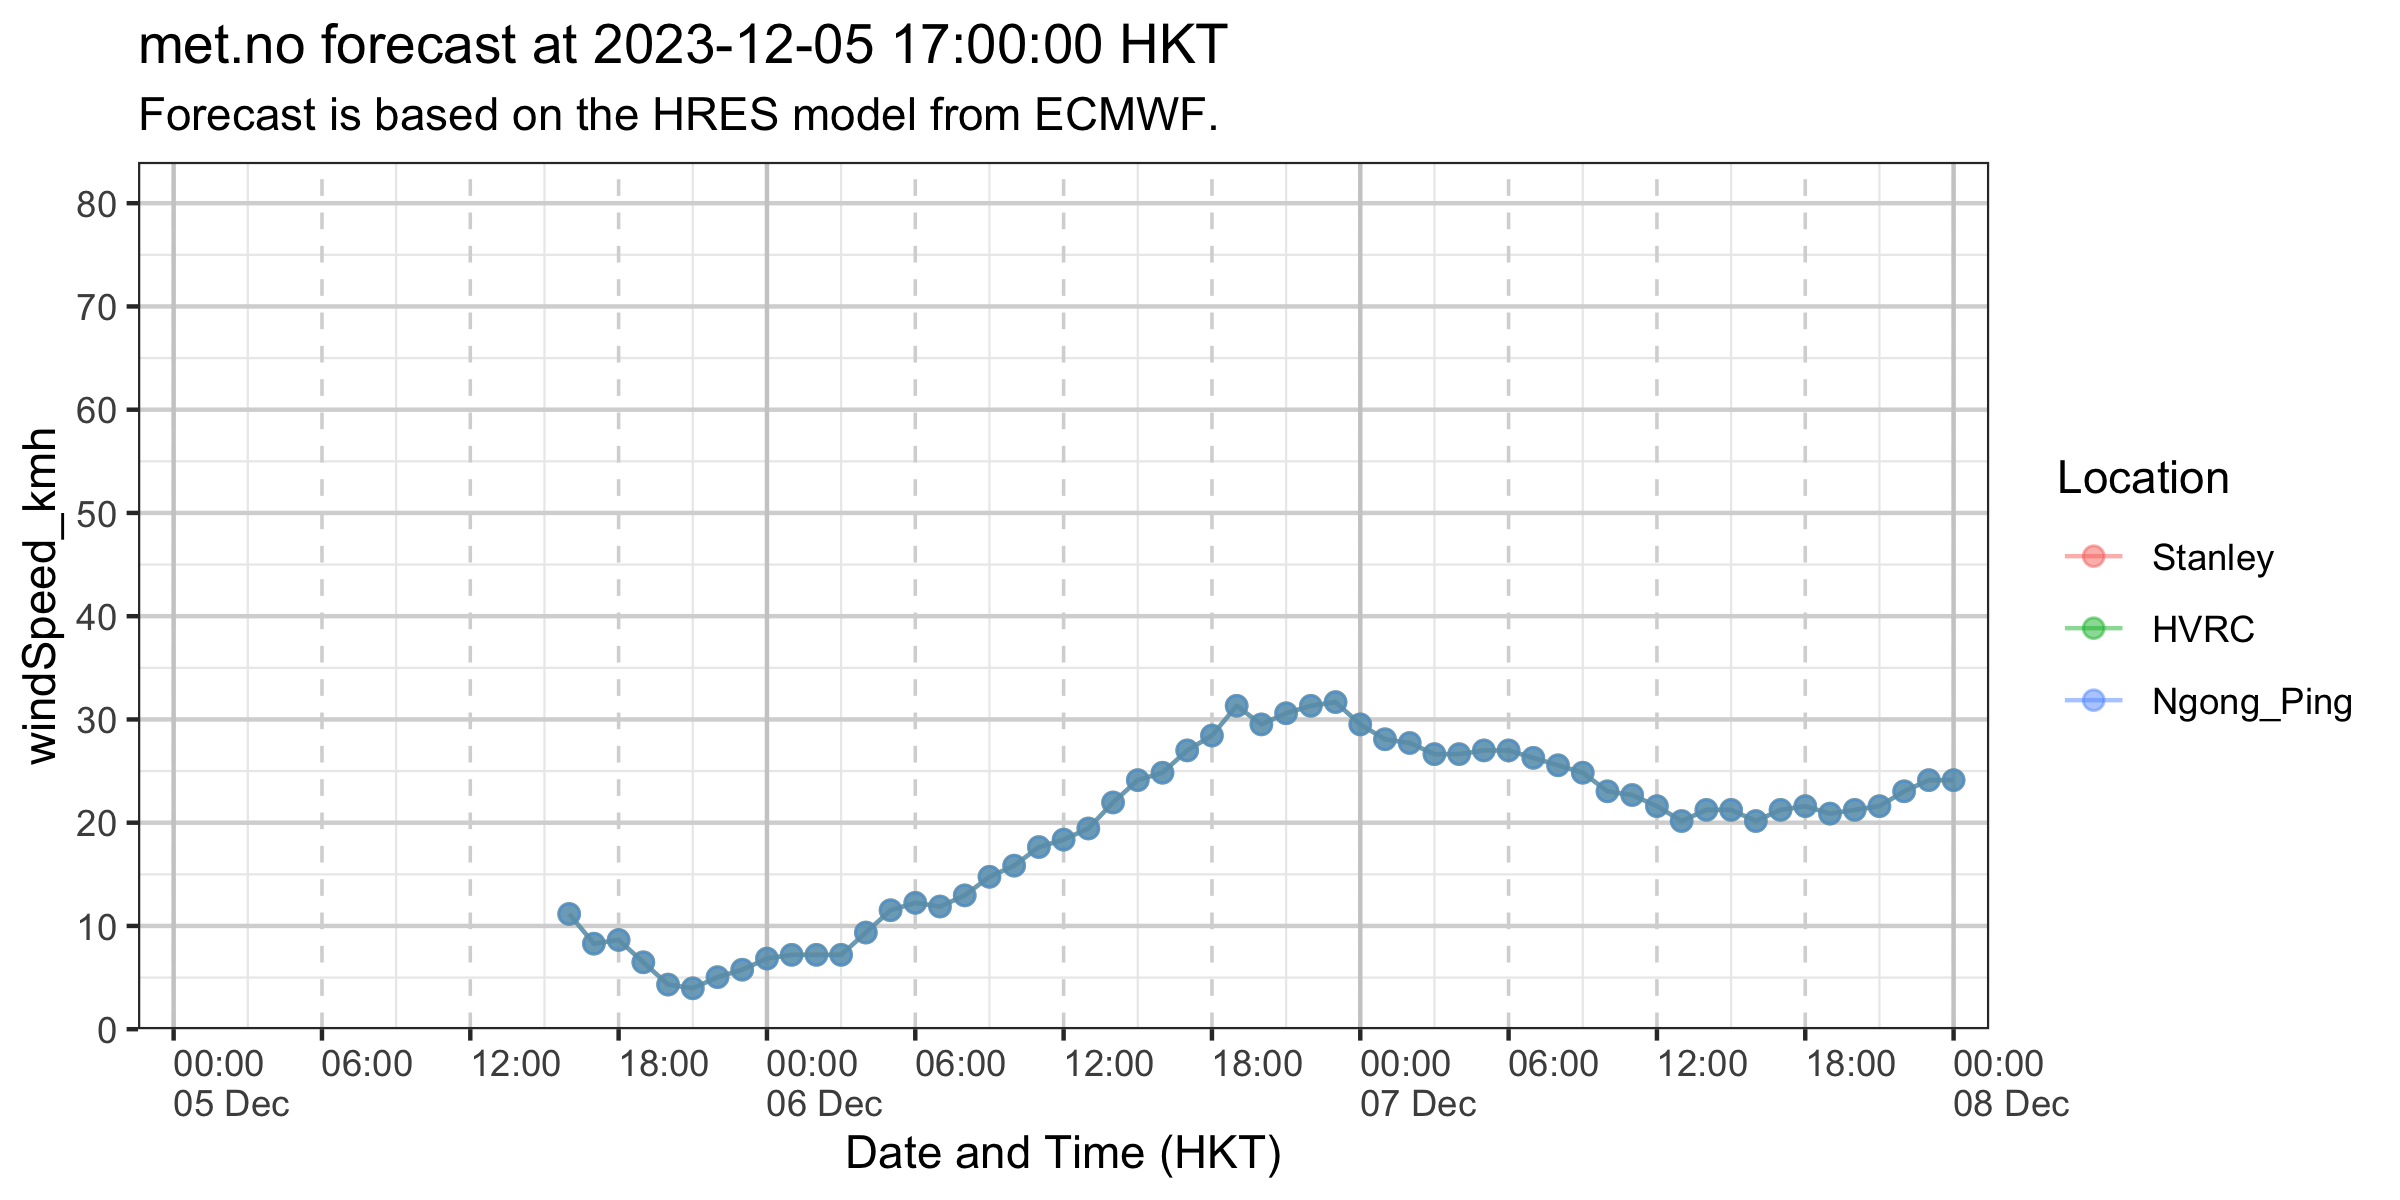 met.no forecast at 2023-12-05 17:00:00 HKT
Forecast is based on the HRES model from ECMWF.
windSpeed_kmh
80
70
60
50
40
30
20
10
0
00:00 06:00 12:00 18:00 00:00 06:00 12:00 18:00 00:00 06:00 12:00 18:00 00:00
05 Dec 06 Dec 07 Dec 08 Dec
Date and Time (HKT)
Location
Stanley
HVRC
Ngong_Ping